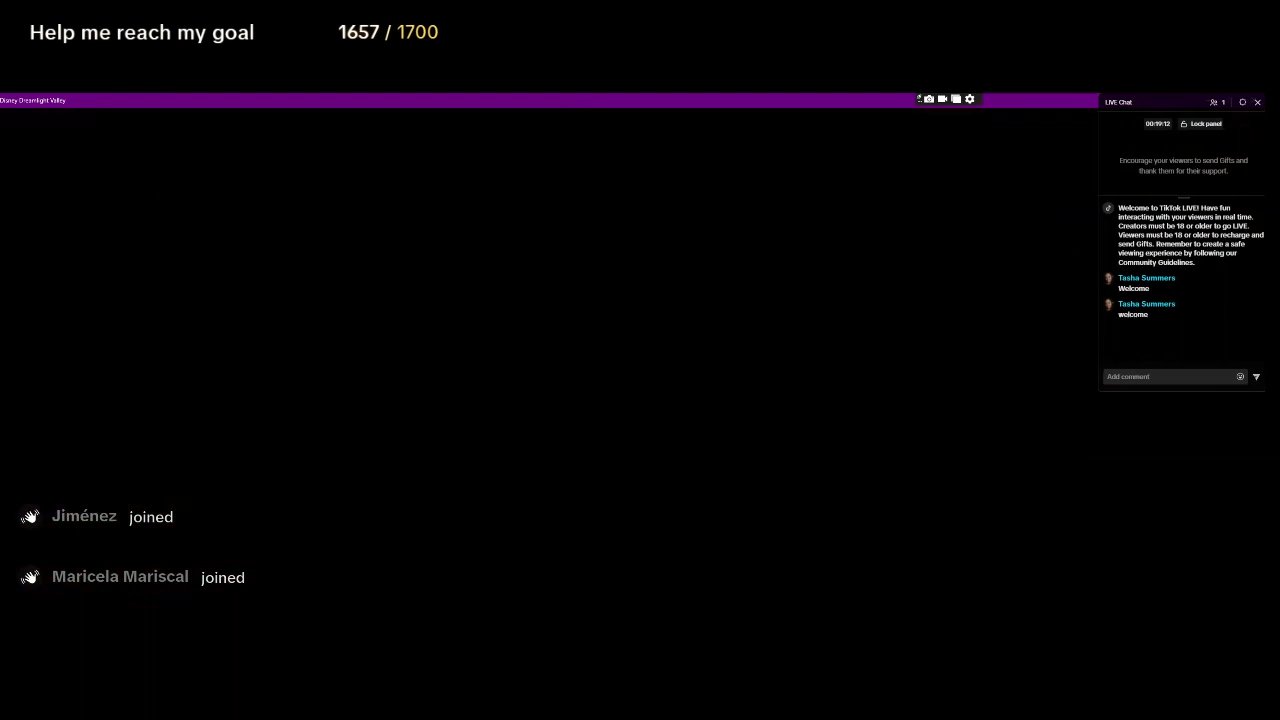 Help me reach my goal 1657 / 1700
Disney Dreamlight Valley
LIVE Chat 1
00:19:12 Lock panel
Encourage your viewers to send Gifts and
thank them for their support.
Welcome to TikTok LIVE! Have fun
interacting with your viewers in real time.
Creators must be 18 or older to go LIVE.
Viewers must be 18 or older to recharge and
send Gifts. Remember to create a safe
viewing experience by following our
Community Guidelines.
Tasha Summers
Welcome
Tasha Summers
welcome
Add comment
Jiménez joined
Maricela Mariscal joined